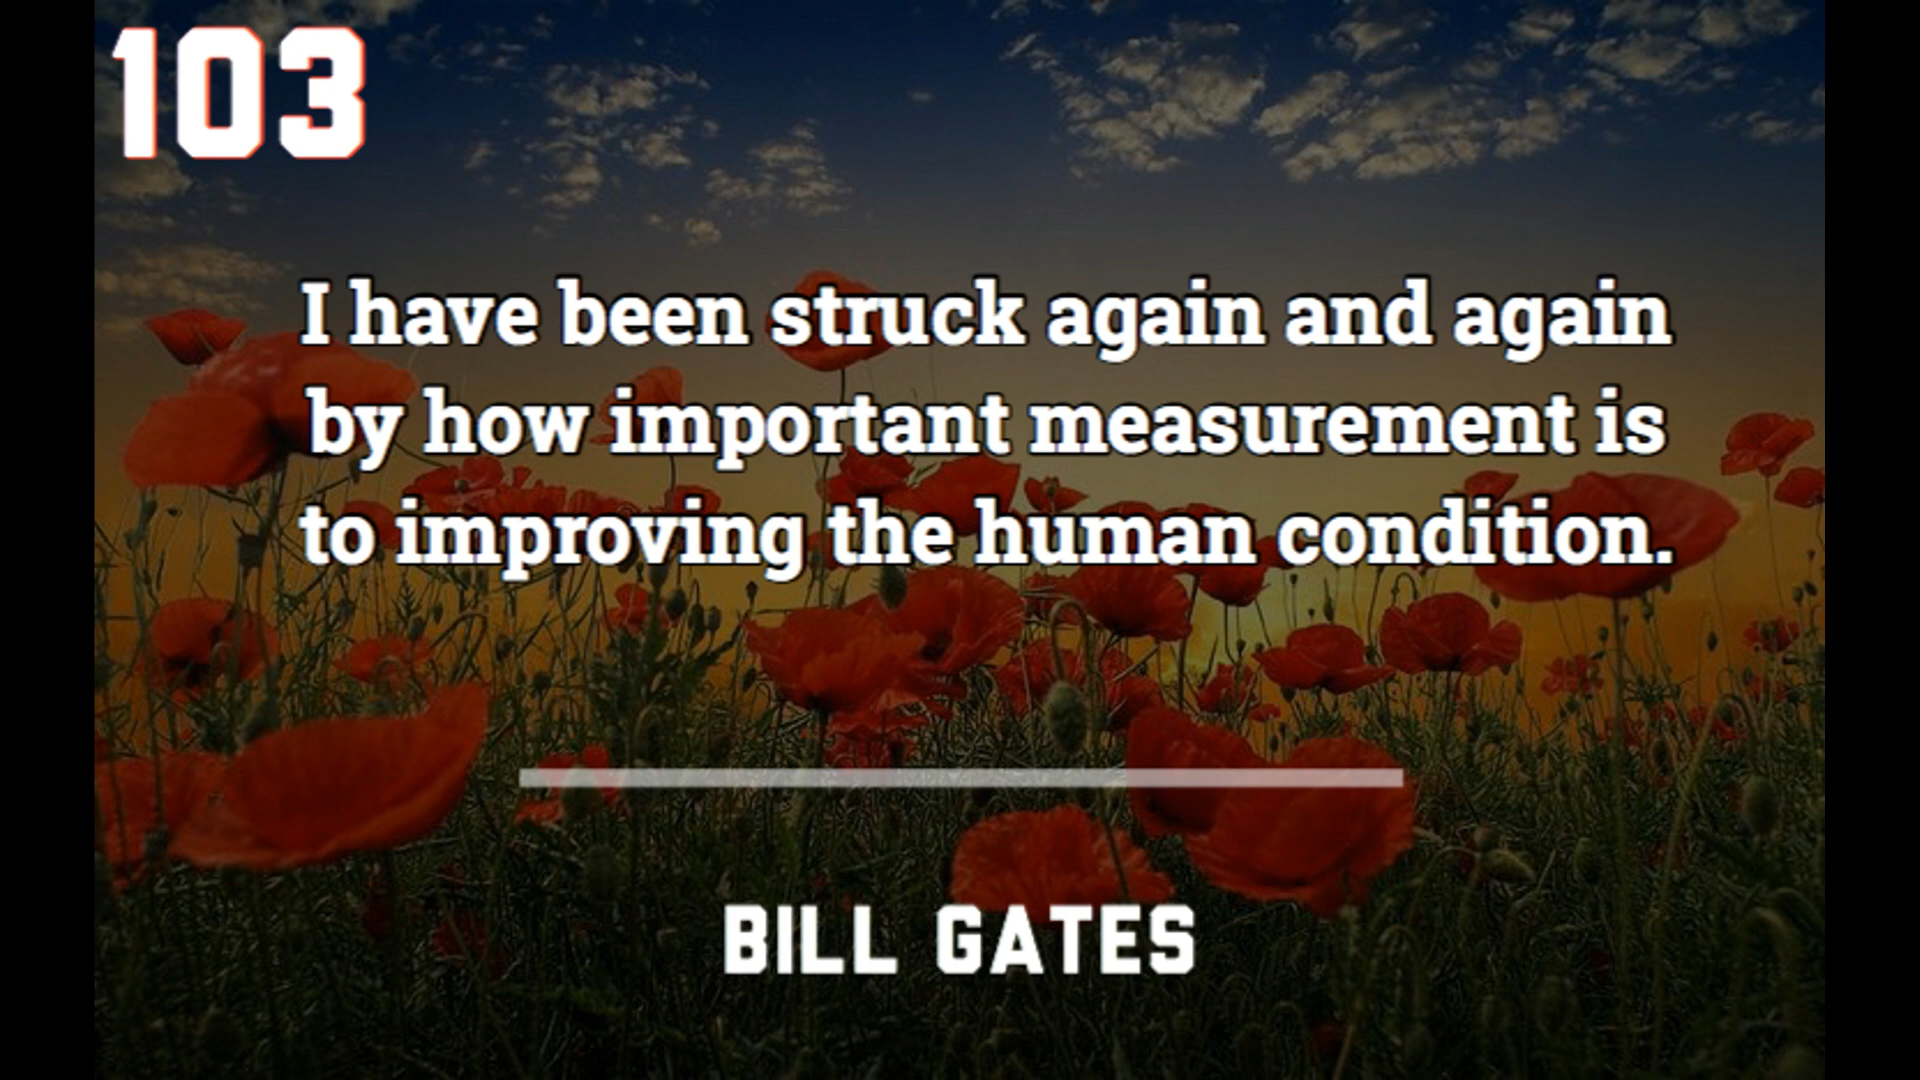 103
I have been struck again and again
by how important measurement is
to improving the human condition.
BILL GATES